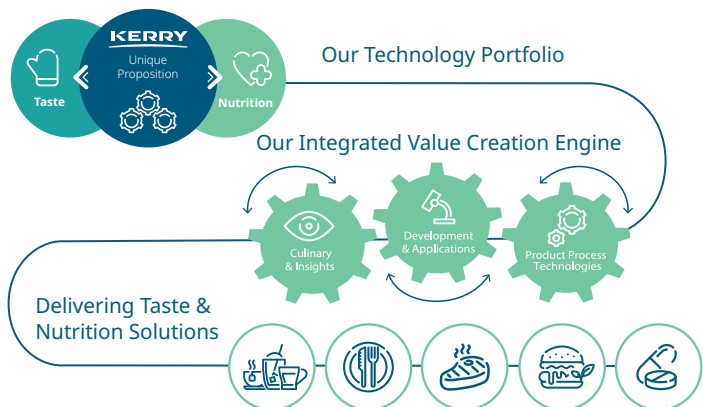 KERRY
Unique
Proposition
Taste
Nutrition
Our Technology Portfolio
Our Integrated Value Creation Engine
Culinary
& Insights
Development
& Applications
Product Process
Technologies
Delivering Taste &
Nutrition Solutions